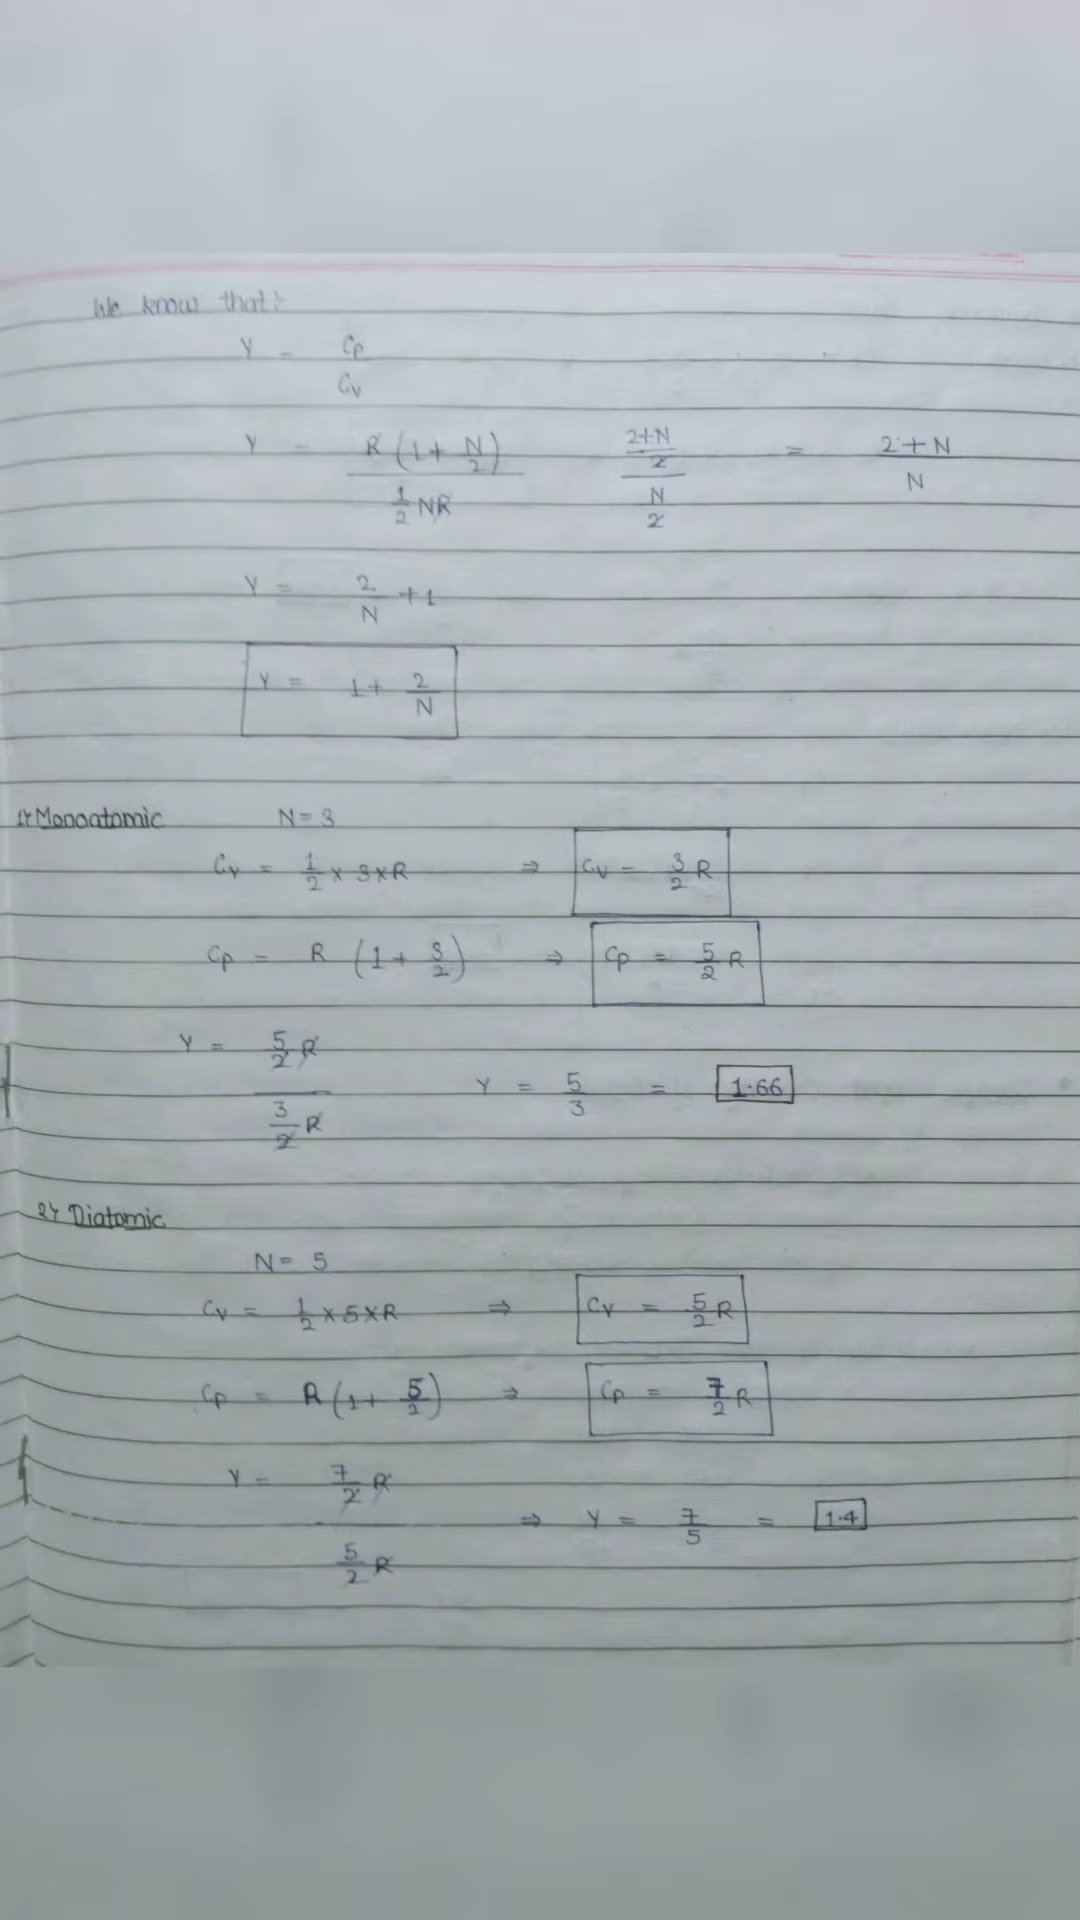 We know that:-
γ = Cp / Cv
γ = R (1 + N/2) / (1/2 NR) ((2+N)/2) / (N/2) = (2+N)/N
γ = 2/N + 1
γ = 1 + 2/N
1) Monoatomic N = 3
Cv = 1/2 × 3 × R ⇒ Cv = 3/2 R
Cp = R (1 + 3/2) ⇒ Cp = 5/2 R
γ = (5/2 R) / (3/2 R) γ = 5/3 = 1.66
2) Diatomic
N = 5
Cv = 1/2 × 5 × R ⇒ Cv = 5/2 R
Cp = R (1 + 5/2) ⇒ Cp = 7/2 R
γ = (7/2 R) / (5/2 R) ⇒ γ = 7/5 = 1.4